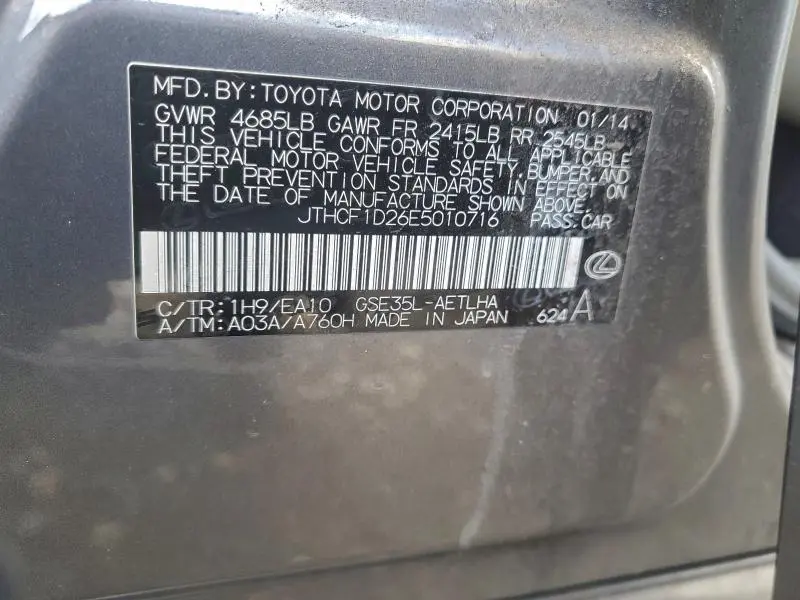 MFD. BY: TOYOTA MOTOR CORPORATION 01/14
GVWR 4685LB GAWR FR 2415LB RR 2545LB
THIS VEHICLE CONFORMS TO ALL APPLICABLE
FEDERAL MOTOR VEHICLE SAFETY, BUMPER, AND
THEFT PREVENTION STANDARDS IN EFFECT ON
THE DATE OF MANUFACTURE SHOWN ABOVE.
JTHCF1D26E5010716 PASS. CAR
C/TR: 1H9/EA10 GSE35L-AETLHA
A/TM: A03A/A760H MADE IN JAPAN 624 A